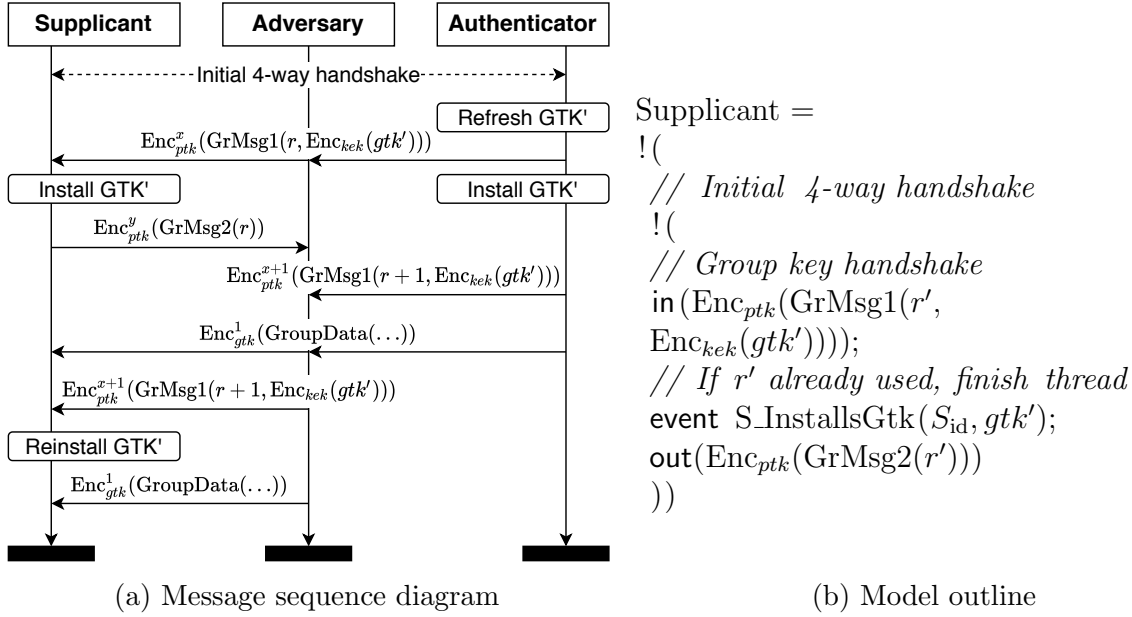 Supplicant
Adversary
Authenticator
Initial 4-way handshake
Refresh GTK'
Enc^x_ptk(GrMsg1(r, Enc_kek(gtk′)))
Install GTK'
Install GTK'
Enc^y_ptk(GrMsg2(r))
Enc^{x+1}_ptk(GrMsg1(r + 1, Enc_kek(gtk′)))
Enc^1_gtk(GroupData(...))
Enc^{x+1}_ptk(GrMsg1(r + 1, Enc_kek(gtk′)))
Reinstall GTK'
Enc^1_gtk(GroupData(...))
(a) Message sequence diagram
Supplicant =
!(
// Initial 4-way handshake
!(
// Group key handshake
in(Enc_ptk(GrMsg1(r′,
Enc_kek(gtk′))));
// If r′ already used, finish thread
event S_InstallsGtk(S_id, gtk′);
out(Enc_ptk(GrMsg2(r′)))
))
(b) Model outline